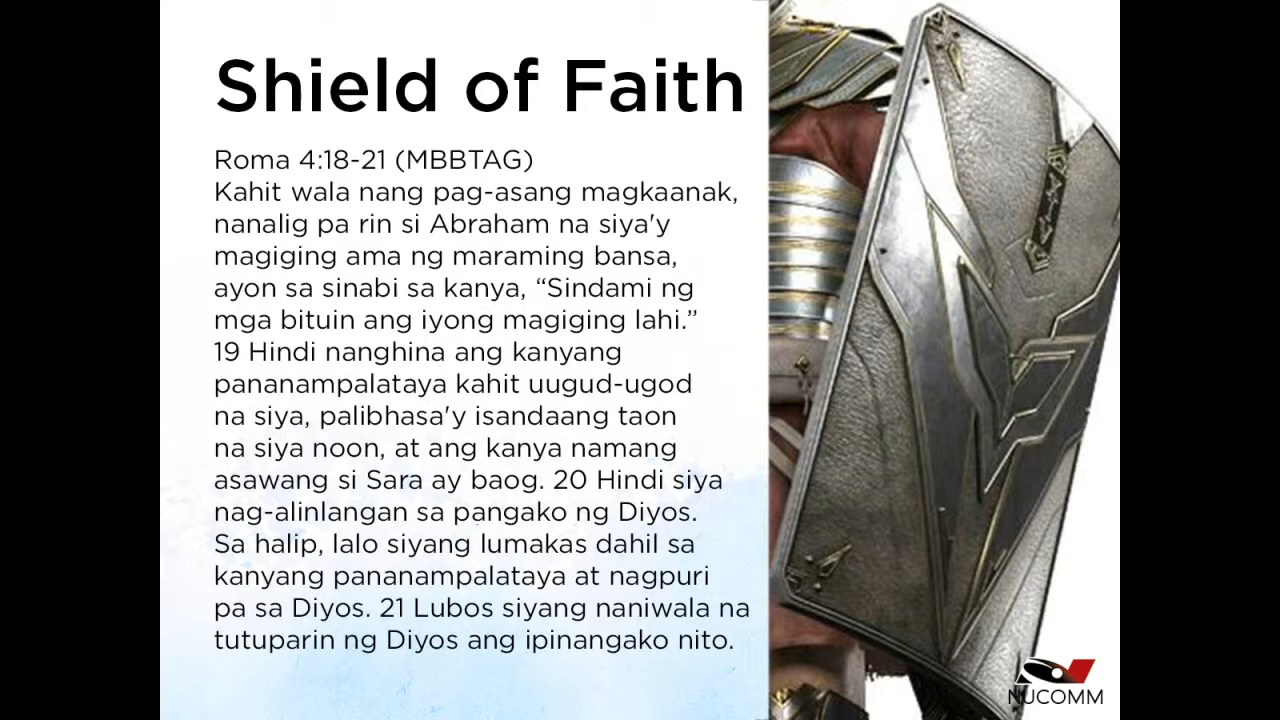 Shield of Faith
Roma 4:18-21 (MBBTAG)
Kahit wala nang pag-asang magkaanak,
nanalig pa rin si Abraham na siya'y
magiging ama ng maraming bansa,
ayon sa sinabi sa kanya, “Sindami ng
mga bituin ang iyong magiging lahi.”
19 Hindi nanghina ang kanyang
pananampalataya kahit uugud-ugod
na siya, palibhasa'y isandaang taon
na siya noon, at ang kanya namang
asawang si Sara ay baog. 20 Hindi siya
nag-alinlangan sa pangako ng Diyos.
Sa halip, lalo siyang lumakas dahil sa
kanyang pananampalataya at nagpuri
pa sa Diyos. 21 Lubos siyang naniwala na
tutuparin ng Diyos ang ipinangako nito.
NUCOMM